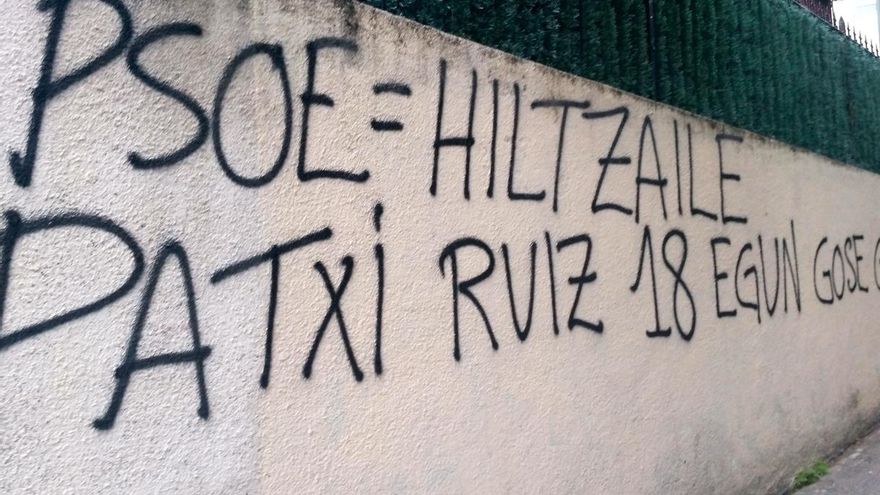 PSOE = HILTZAILE
PATXi RUIZ 18 EGUN GOSE